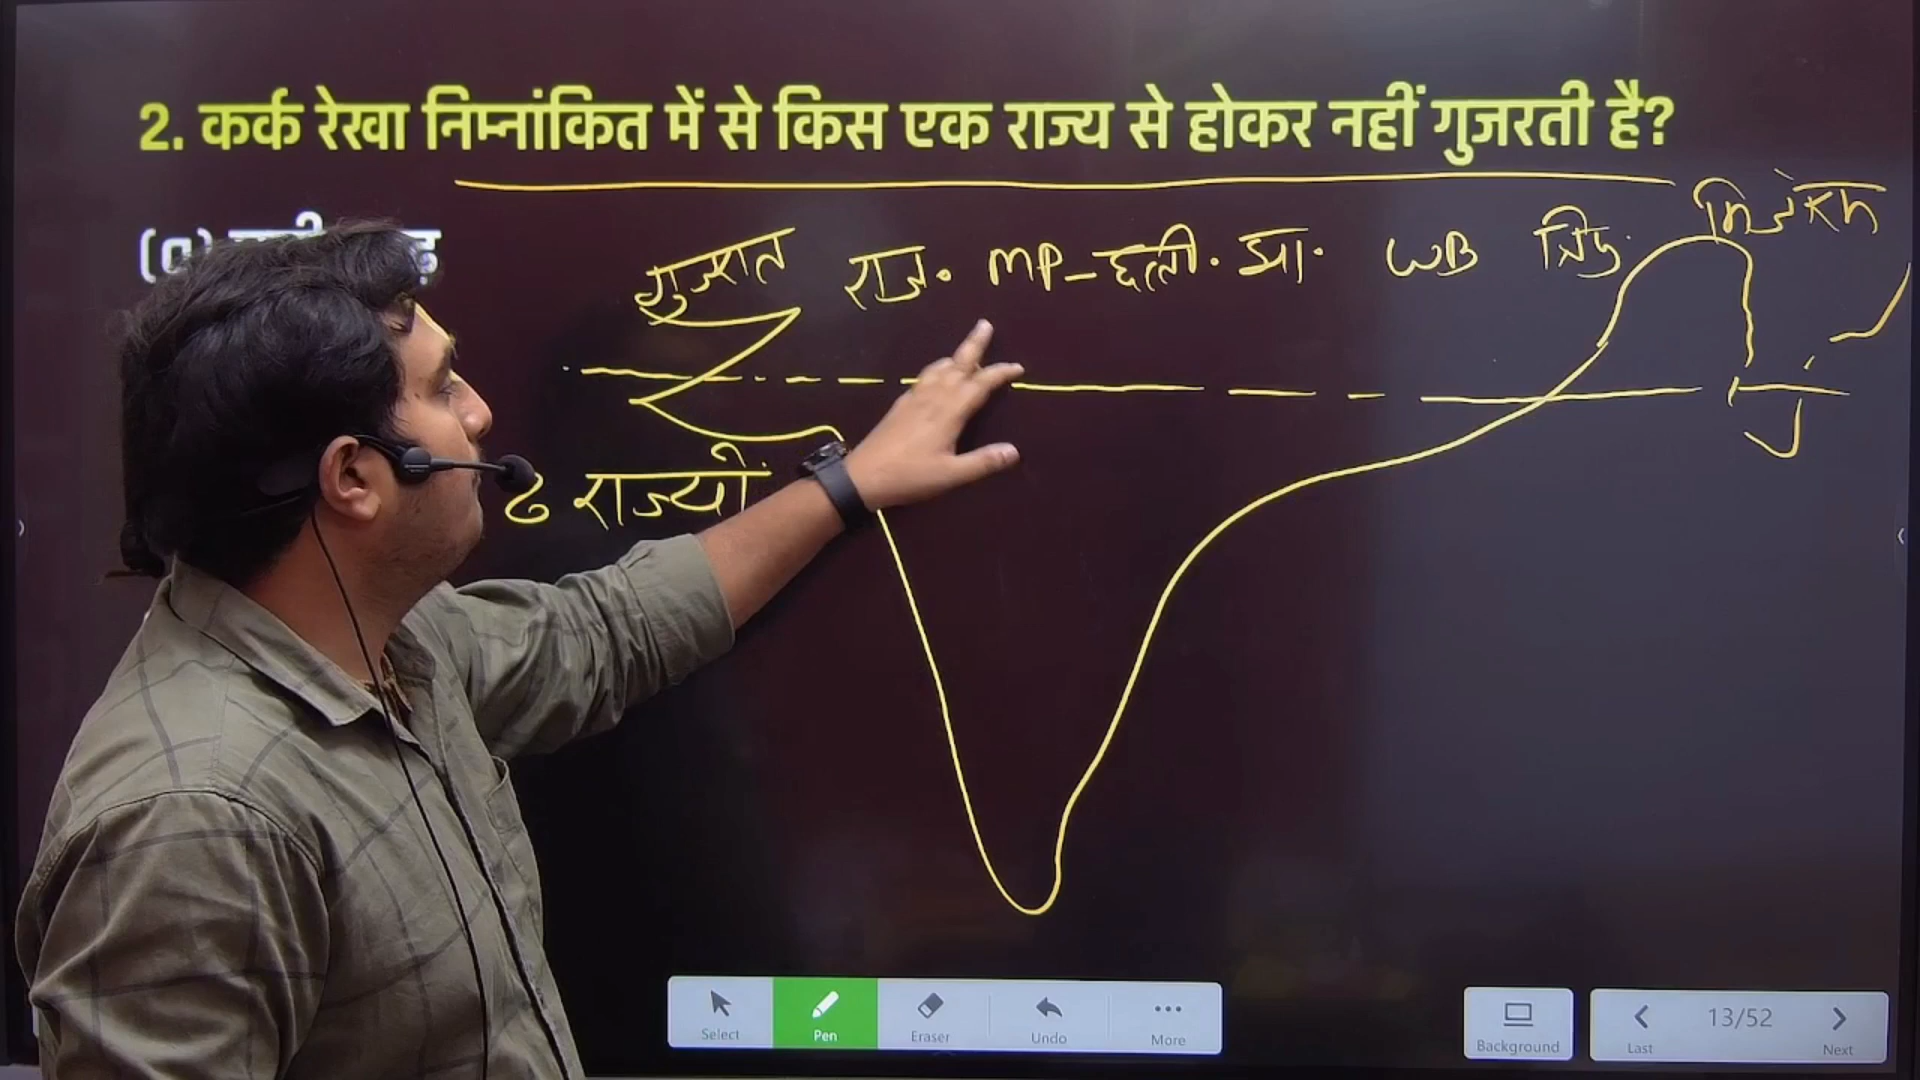 2. कर्क रेखा निम्नांकित में से किस एक राज्य से होकर नहीं गुजरती है?
गुजरात राज. MP - छत्ती. झा. WB त्रिपु. मिजोरम
8 राज्यों
Select Pen Eraser Undo More
Background
13/52
Last Next